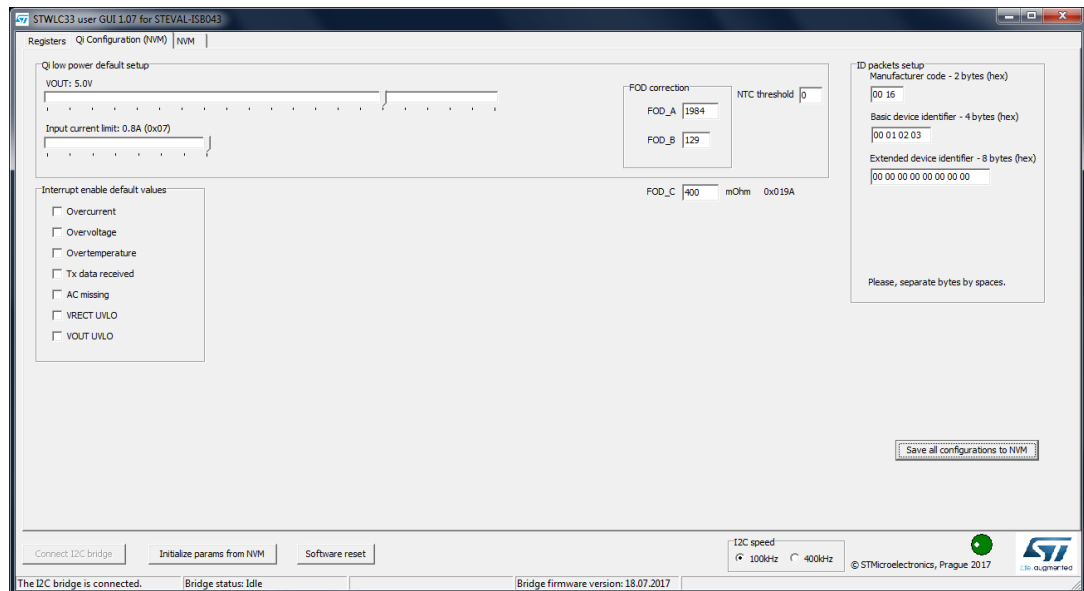 STWLC33 user GUI 1.07 for STEVAL-ISB043
Registers Qi Configuration (NVM) NVM
Qi low power default setup
VOUT: 5.0V
Input current limit: 0.8A (0x07)
FOD correction
FOD_A 1984
FOD_B 129
NTC threshold 0
FOD_C 400 mOhm 0x019A
ID packets setup
Manufacturer code - 2 bytes (hex)
00 16
Basic device identifier - 4 bytes (hex)
00 01 02 03
Extended device identifier - 8 bytes (hex)
00 00 00 00 00 00 00 00
Please, separate bytes by spaces.
Interrupt enable default values
Overcurrent
Overvoltage
Overtemperature
Tx data received
AC missing
VRECT UVLO
VOUT UVLO
Save all configurations to NVM
Connect I2C bridge Initialize params from NVM Software reset
I2C speed
100kHz 400kHz
© STMicroelectronics, Prague 2017
ST
life.augmented
The I2C bridge is connected. Bridge status: Idle Bridge firmware version: 18.07.2017